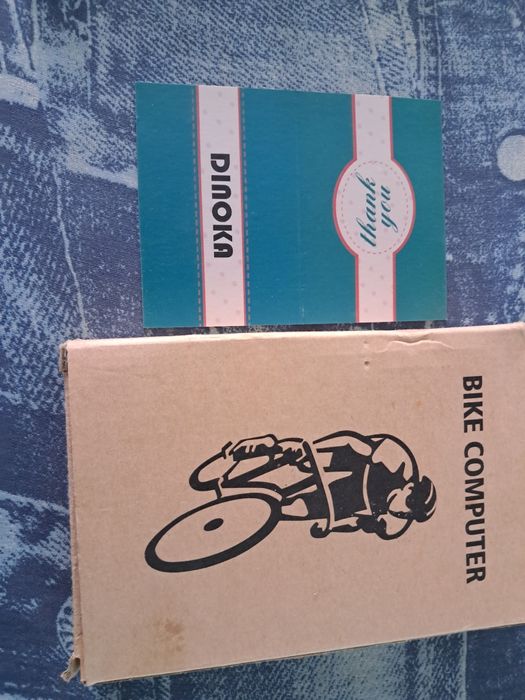 thank
you
DINOKA
BIKE COMPUTER